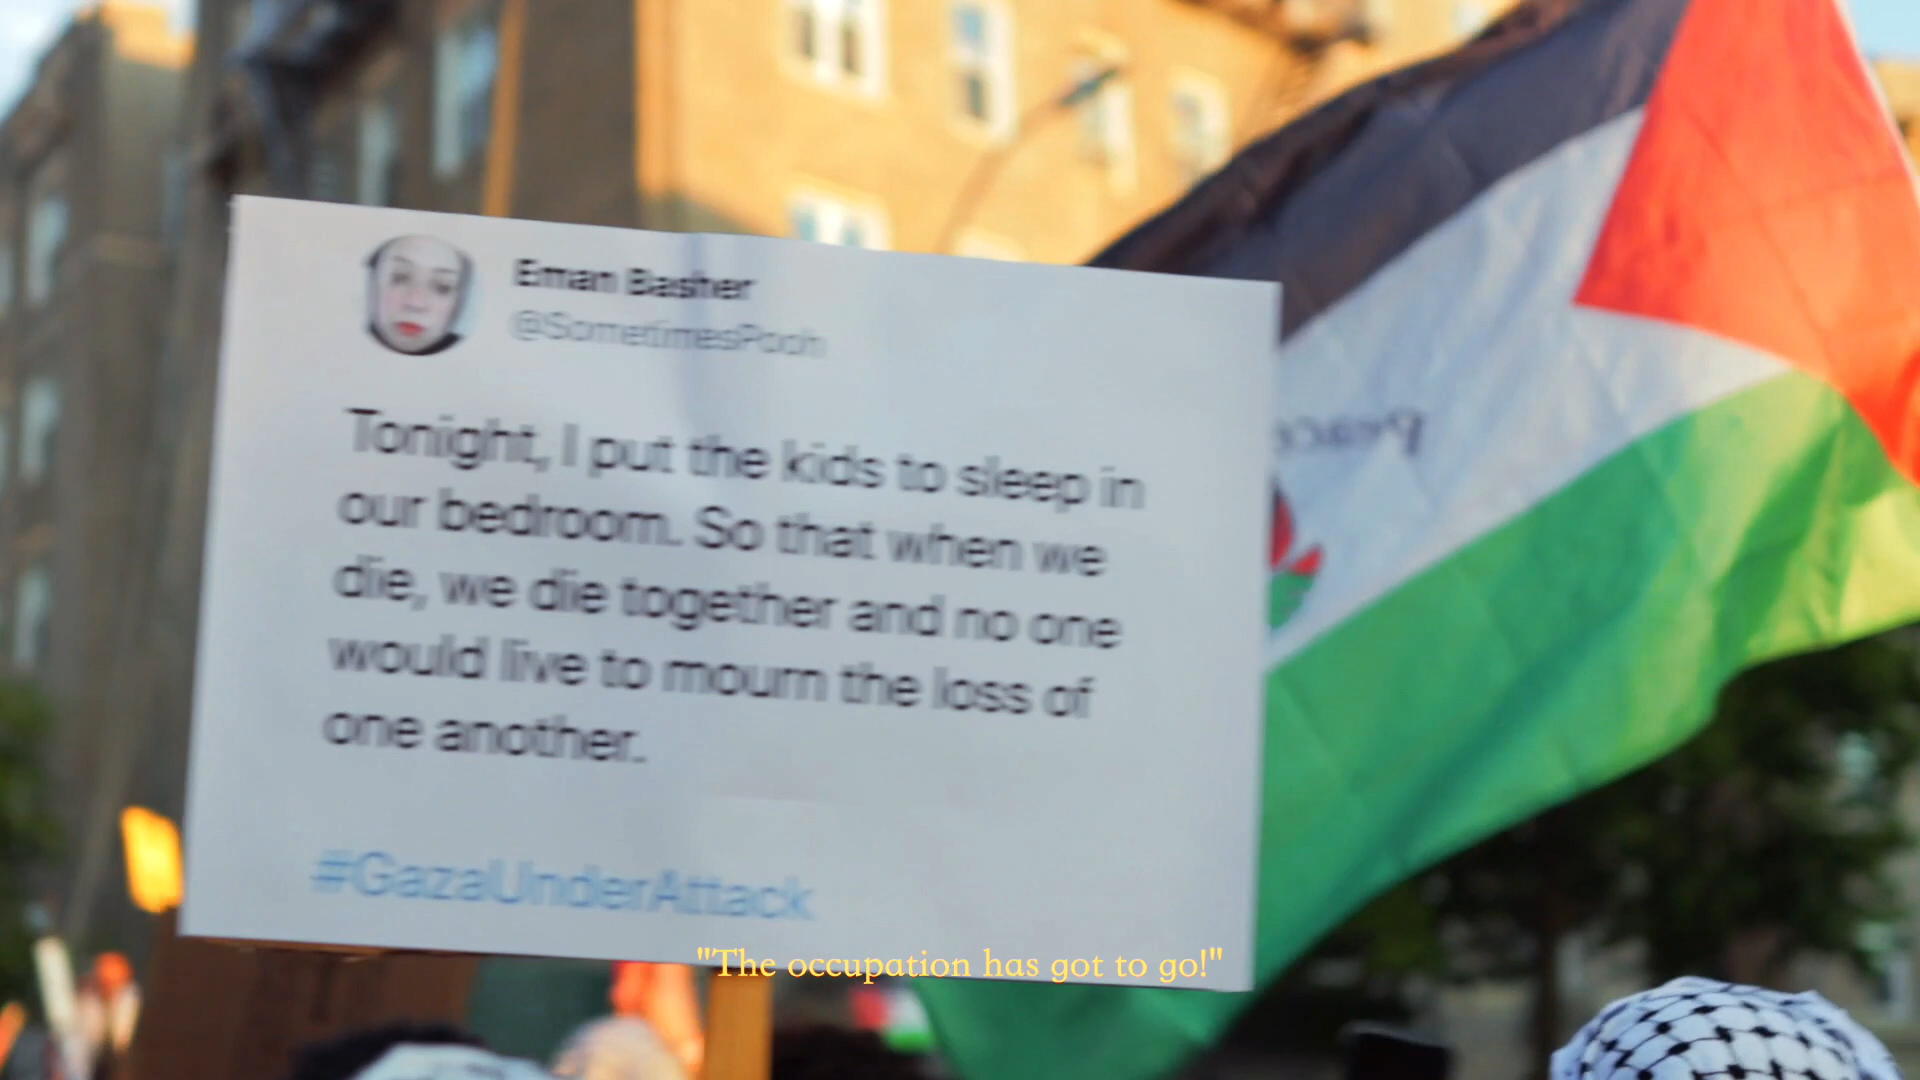 Eman Basher
@SometimesPooh
Tonight, I put the kids to sleep in
our bedroom. So that when we
die, we die together and no one
would live to mourn the loss of
one another.
#GazaUnderAttack
Peace
"The occupation has got to go!"